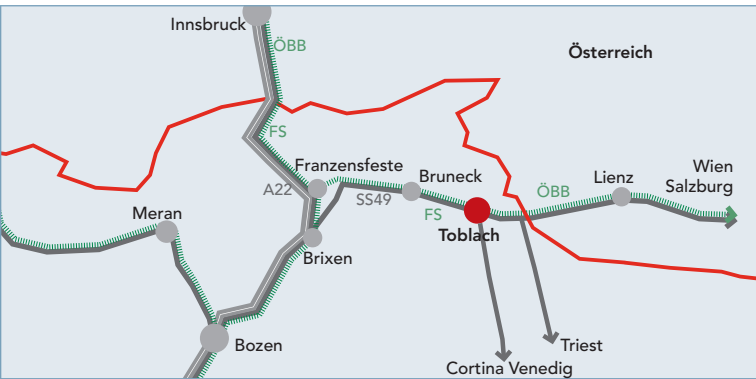 Innsbruck
ÖBB
Österreich
FS
Franzensfeste
Bruneck
A22
SS49
FS
ÖBB
Lienz
Wien
Salzburg
Meran
Toblach
Brixen
Bozen
Triest
Cortina Venedig